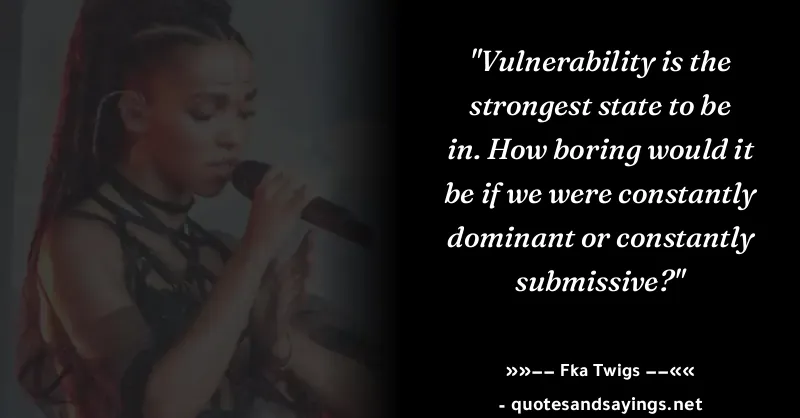 "Vulnerability is the
strongest state to be
in. How boring would it
be if we were constantly
dominant or constantly
submissive?"
»»—— Fka Twigs ——««
- quotesandsayings.net